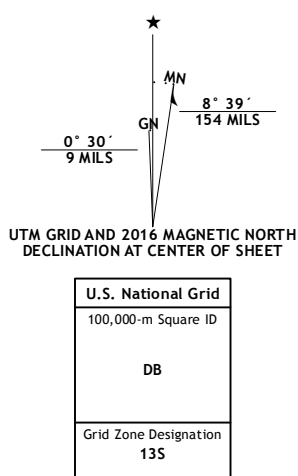 ★
MN
GN
8° 39´
154 MILS
0° 30´
9 MILS
UTM GRID AND 2016 MAGNETIC NORTH
DECLINATION AT CENTER OF SHEET
U.S. National Grid
100,000-m Square ID
DB
Grid Zone Designation
13S